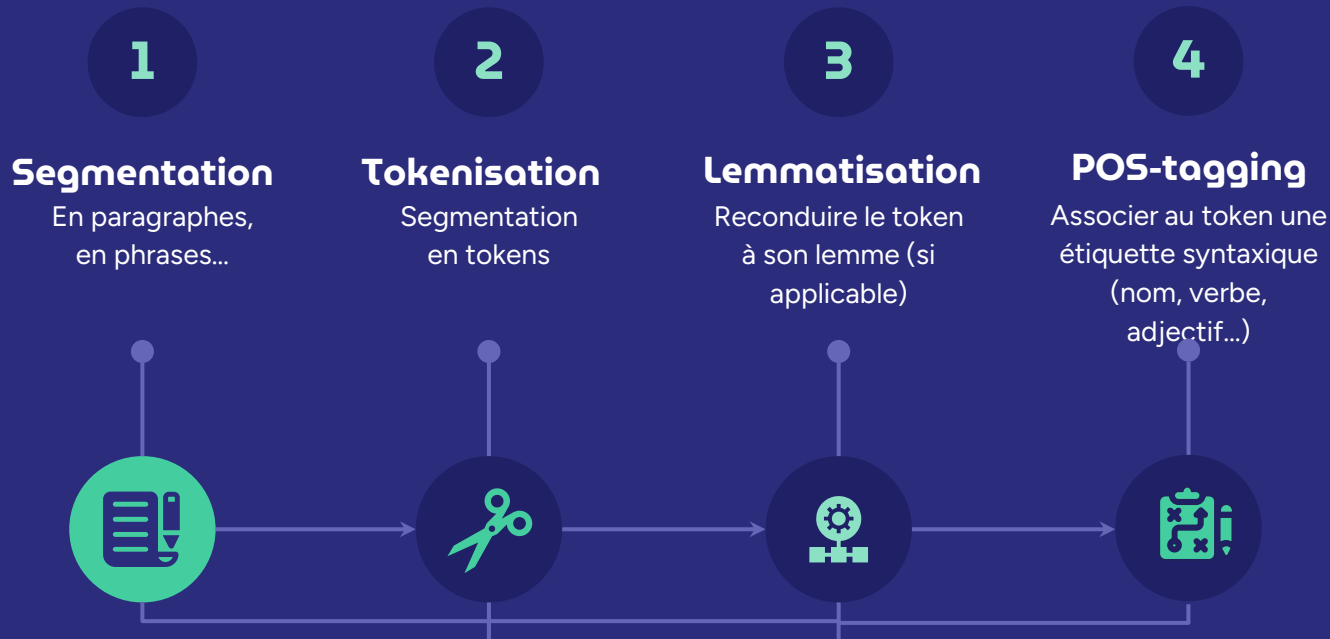 1
Segmentation
En paragraphes,
en phrases...
2
Tokenisation
Segmentation
en tokens
3
Lemmatisation
Reconduire le token
à son lemme (si
applicable)
4
POS-tagging
Associer au token une
étiquette syntaxique
(nom, verbe,
adjectif...)